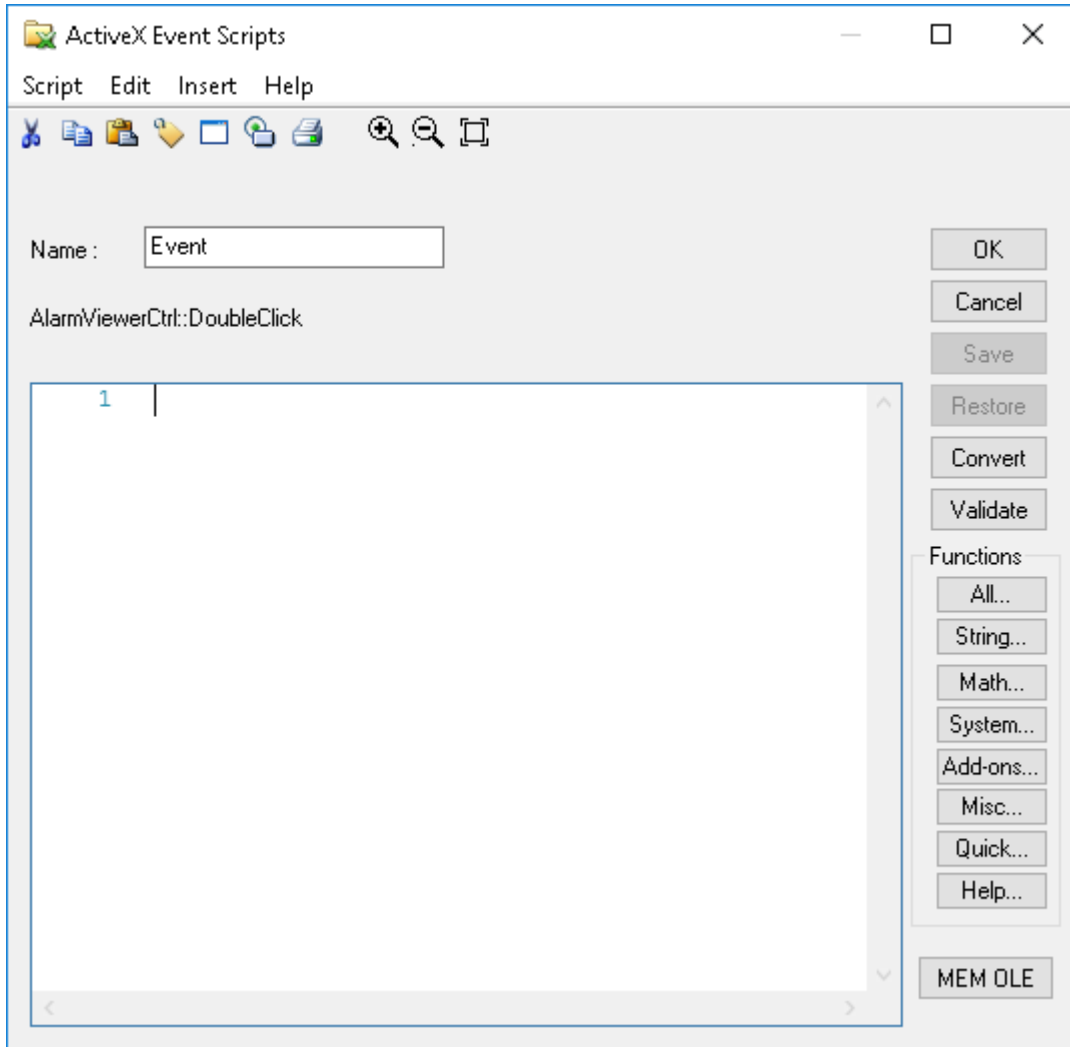 ActiveX Event Scripts
Script Edit Insert Help
Name : Event
OK
Cancel
AlarmViewerCtrl::DoubleClick
Save
1
Restore
Convert
Validate
Functions
All...
String...
Math...
System...
Add-ons...
Misc...
Quick...
Help...
MEM OLE